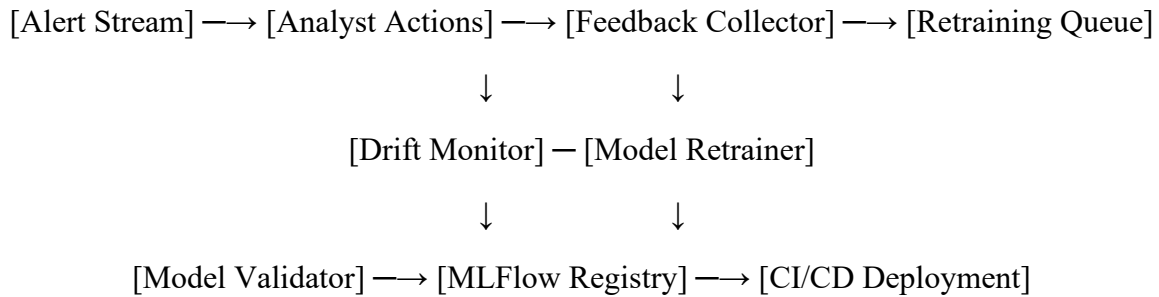 [Alert Stream] ─→ [Analyst Actions] ─→ [Feedback Collector] ─→ [Retraining Queue]
↓ ↓
[Drift Monitor] ─ [Model Retrainer]
↓ ↓
[Model Validator] ─→ [MLFlow Registry] ─→ [CI/CD Deployment]